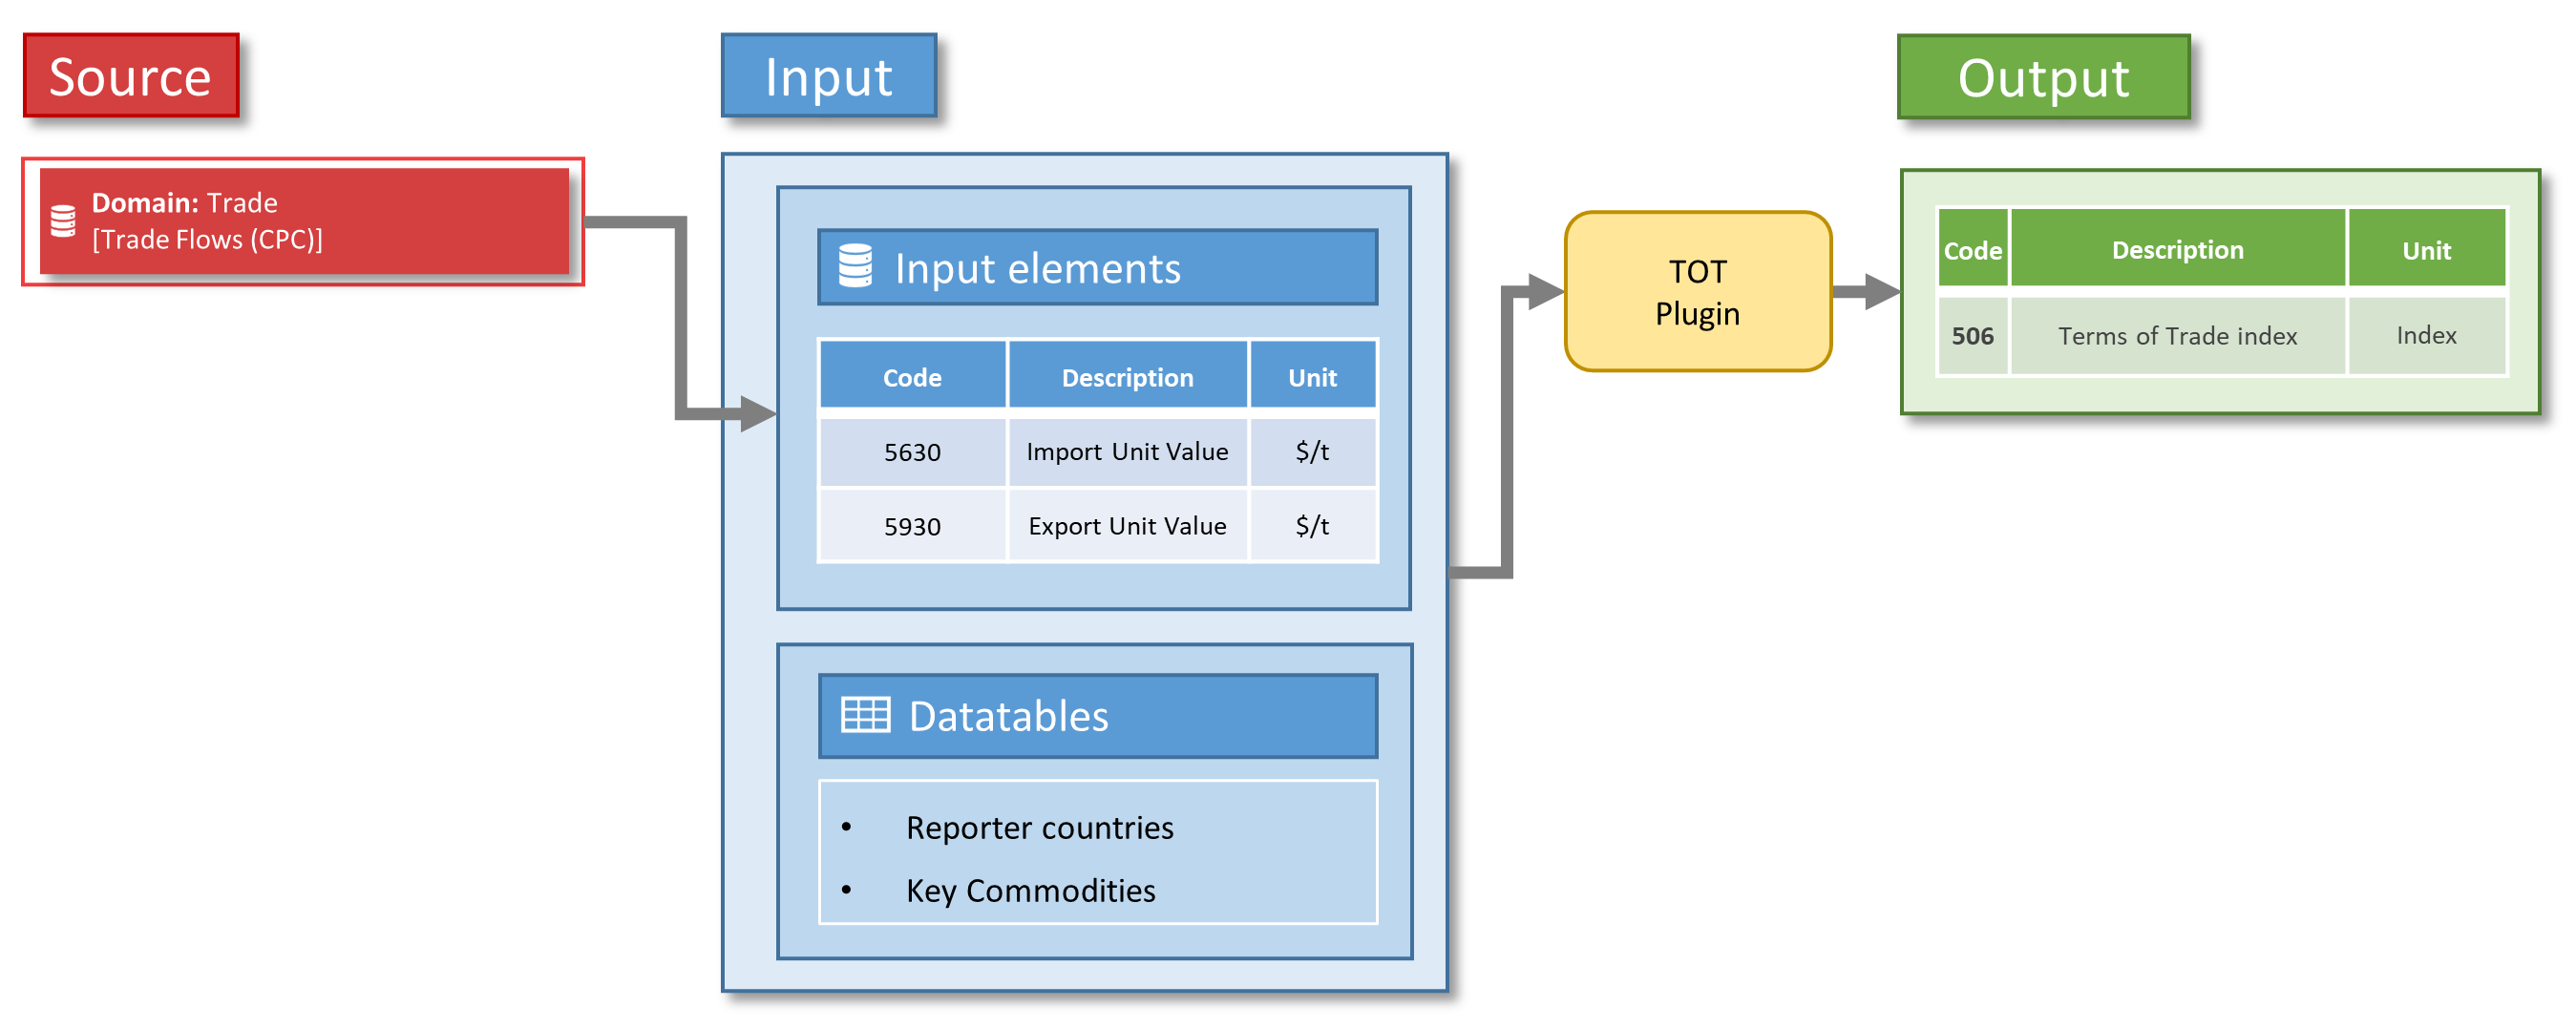 Source
Input
Output
Domain: Trade
[Trade Flows (CPC)]
Input elements
Code Description Unit
5630 Import Unit Value $/t
5930 Export Unit Value $/t
Datatables
• Reporter countries
• Key Commodities
TOT
Plugin
Code Description Unit
506 Terms of Trade index Index